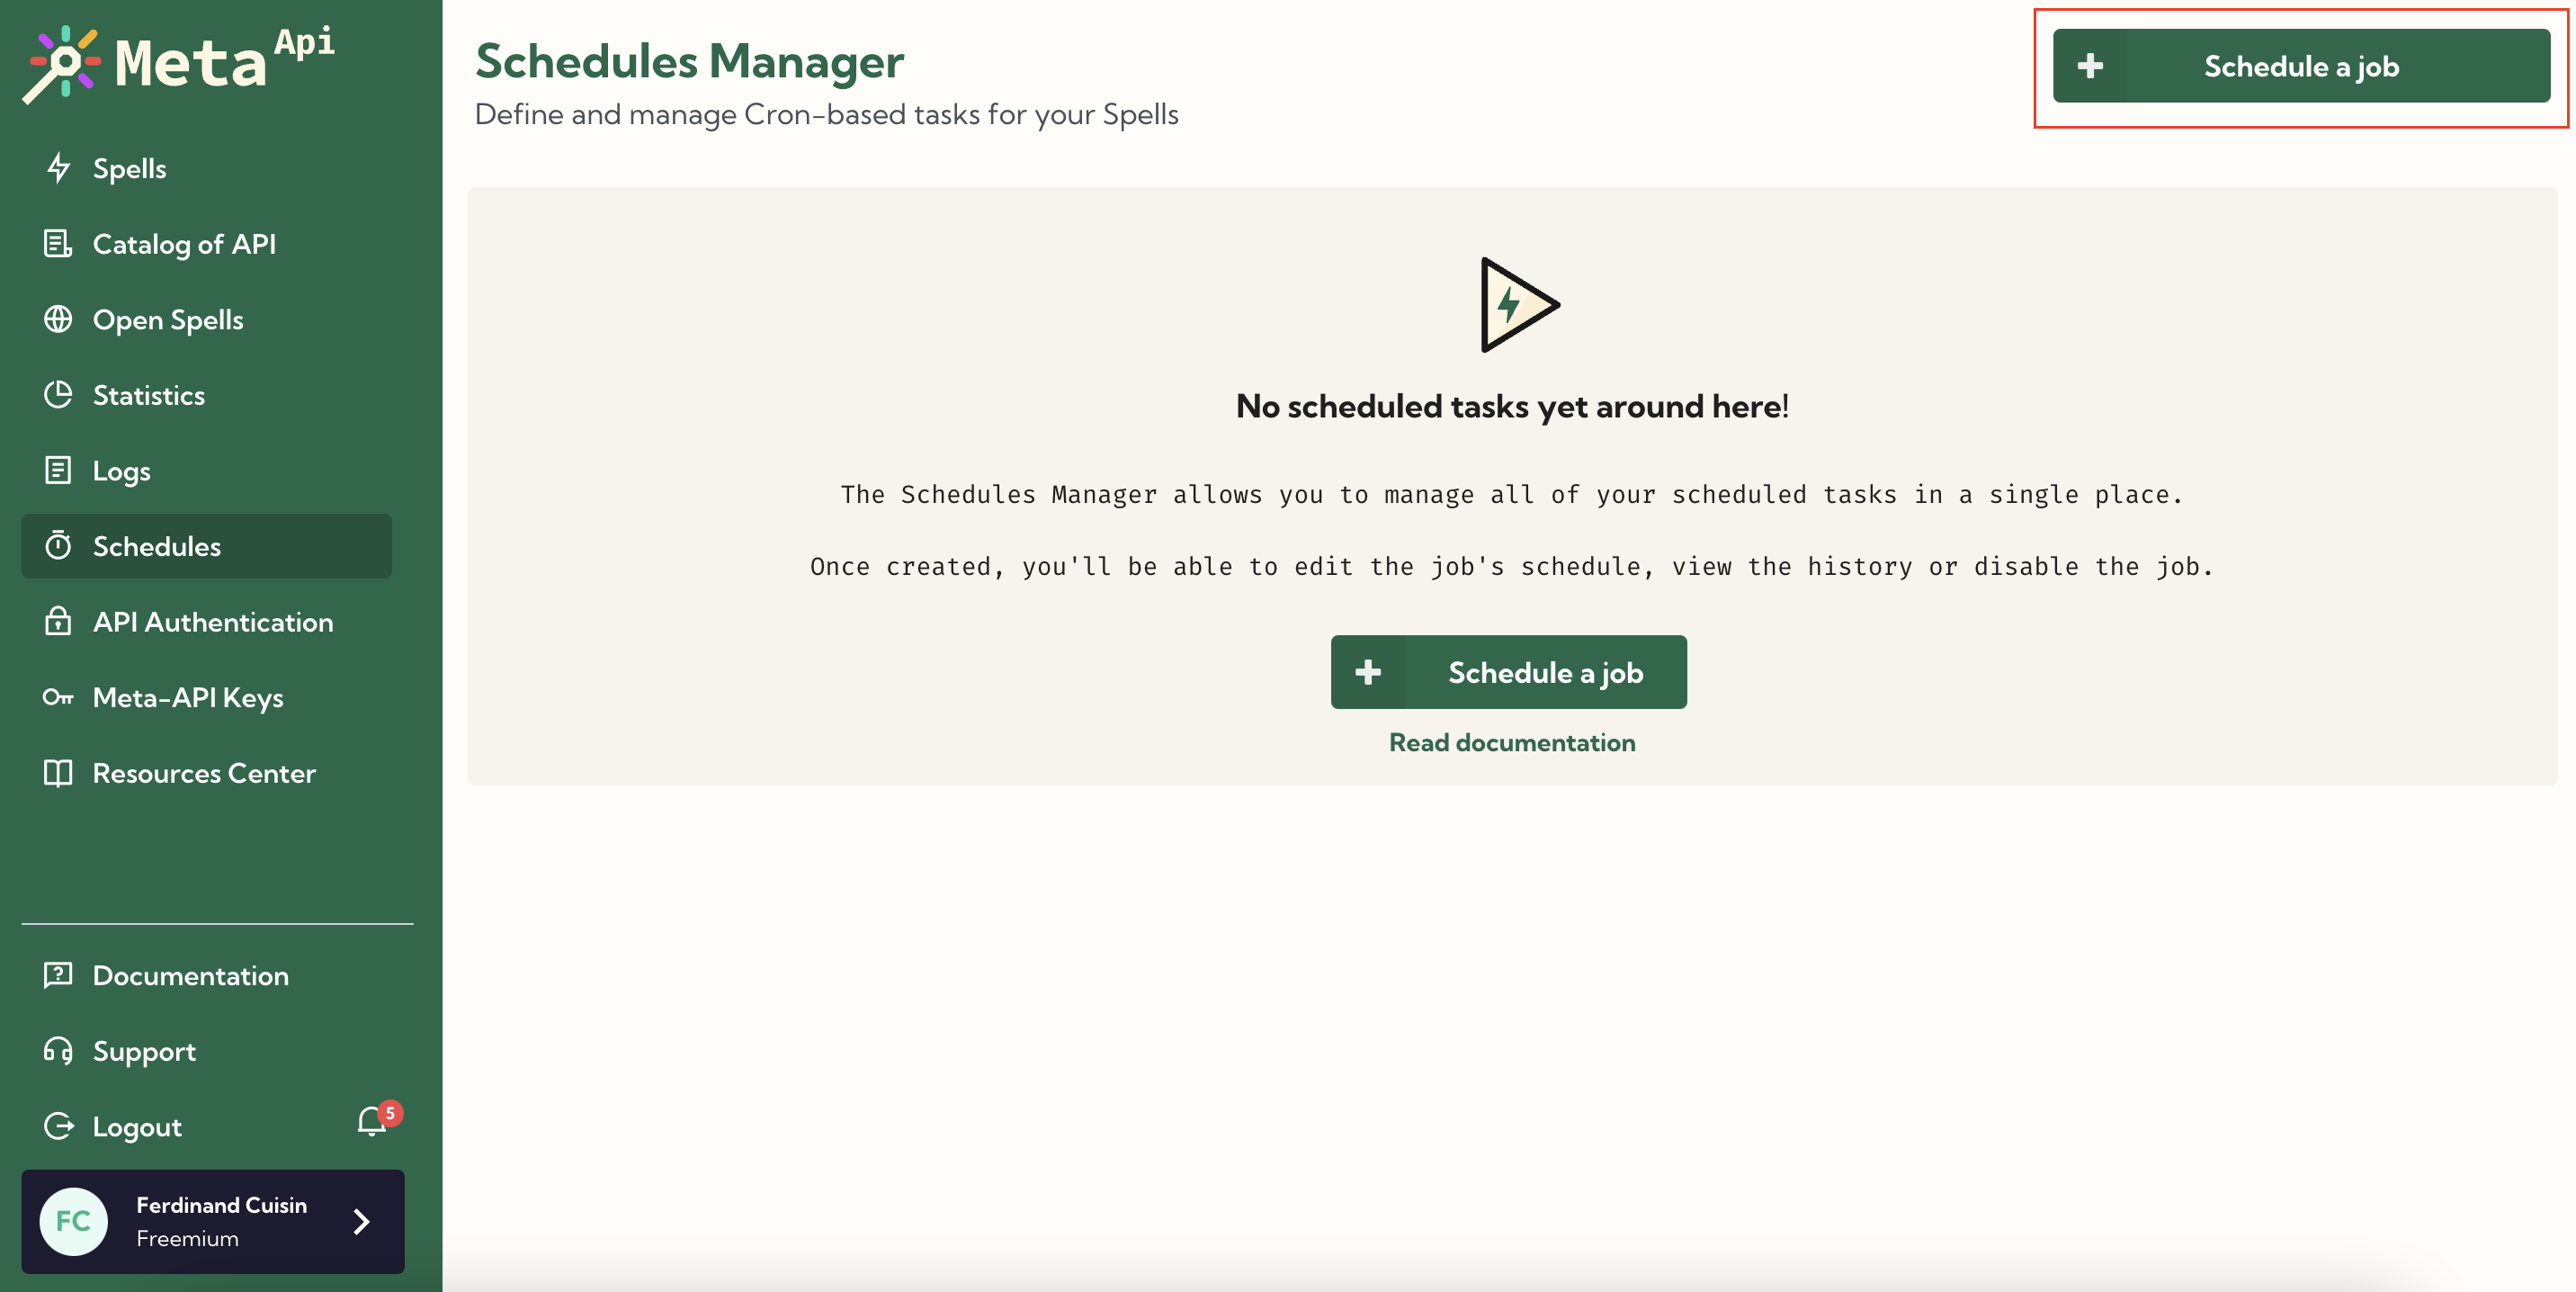 Meta Api
Spells
Catalog of API
Open Spells
Statistics
Logs
Schedules
API Authentication
Meta-API Keys
Resources Center
Documentation
Support
Logout
5
FC
Ferdinand Cuisin
Freemium
Schedules Manager
Define and manage Cron-based tasks for your Spells
Schedule a job
No scheduled tasks yet around here!
The Schedules Manager allows you to manage all of your scheduled tasks in a single place.
Once created, you'll be able to edit the job's schedule, view the history or disable the job.
Schedule a job
Read documentation